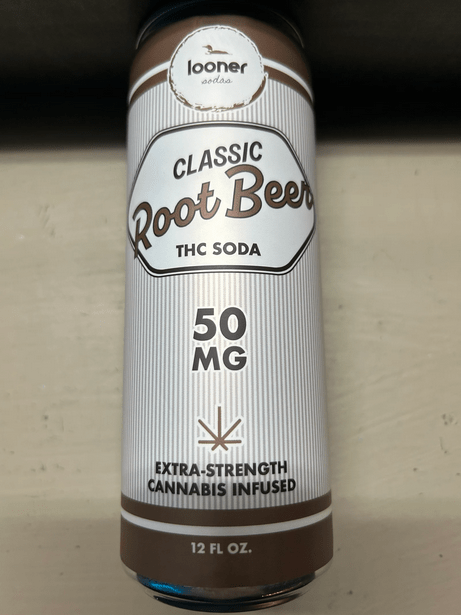 looner
sodas
CLASSIC
Root Beer
THC SODA
50
MG
EXTRA-STRENGTH
CANNABIS INFUSED
12 FL OZ.